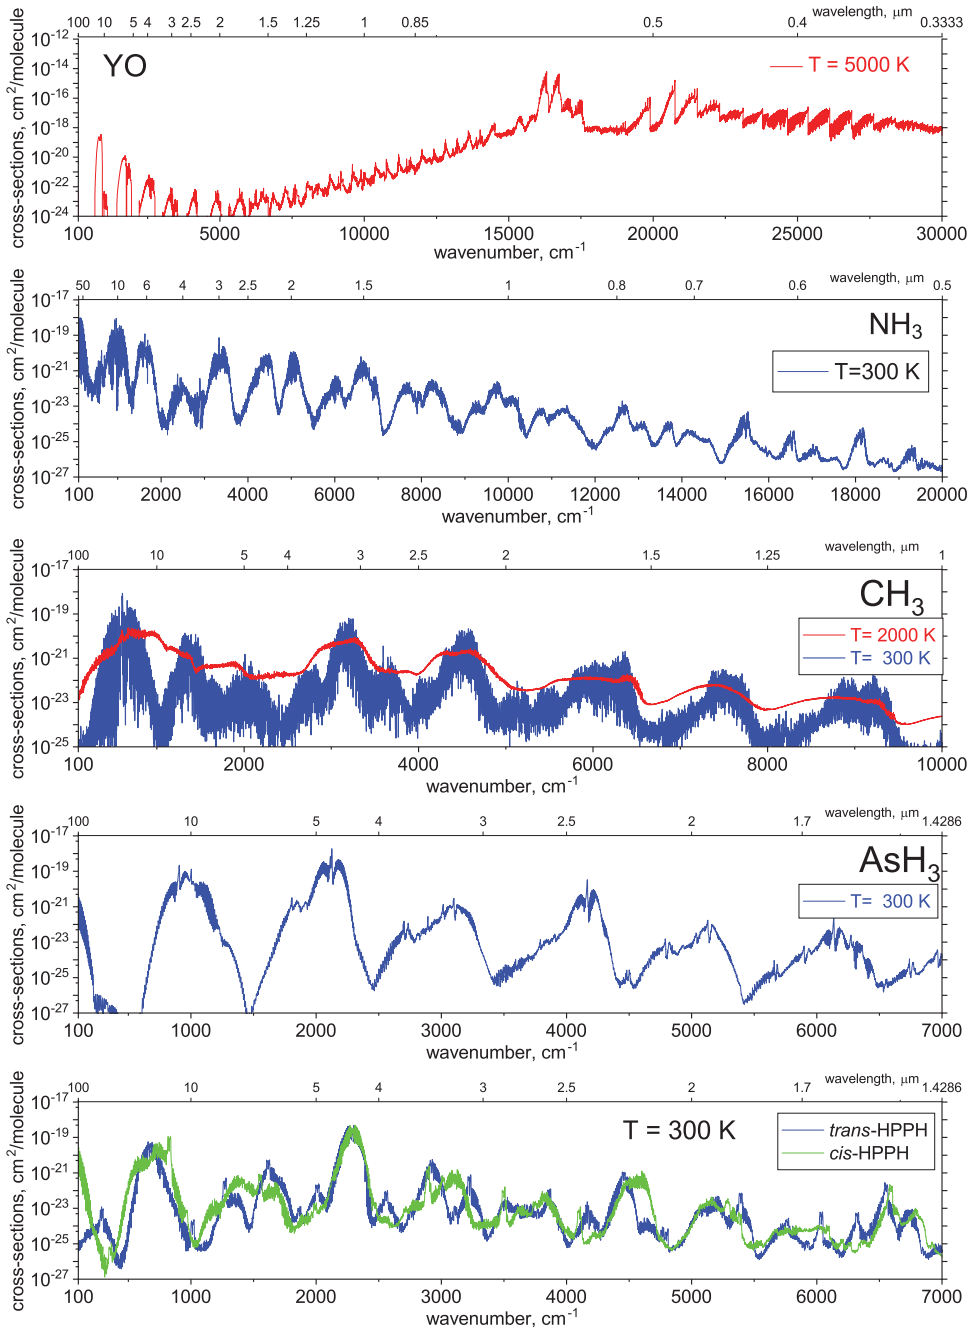 100 10 5 4 3 2.5 2 1.5 1.25 1 0.85 0.5 wavelength, μm 0.4 0.3333
cross-sections, cm²/molecule
10⁻¹²
10⁻¹⁴
10⁻¹⁶
10⁻¹⁸
10⁻²⁰
10⁻²²
10⁻²⁴
YO
T = 5000 K
100 5000 10000 15000 20000 25000 30000
wavenumber, cm⁻¹
wavelength, μm
50 10 6 4 3 2.5 2 1.5 1 0.8 0.7 0.6 0.5
cross-sections, cm²/molecule
10⁻¹⁷
10⁻¹⁹
10⁻²¹
10⁻²³
10⁻²⁵
10⁻²⁷
NH₃
T=300 K
100 2000 4000 6000 8000 10000 12000 14000 16000 18000 20000
wavenumber, cm⁻¹
wavelength, μm
100 10 5 4 3 2.5 2 1.5 1.25 1
cross-sections, cm²/molecule
10⁻¹⁷
10⁻¹⁹
10⁻²¹
10⁻²³
10⁻²⁵
CH₃
T= 2000 K
T= 300 K
100 2000 4000 6000 8000 10000
wavenumber, cm⁻¹
wavelength, μm
100 10 5 4 3 2.5 2 1.7 1.4286
cross-sections, cm²/molecule
10⁻¹⁷
10⁻¹⁹
10⁻²¹
10⁻²³
10⁻²⁵
10⁻²⁷
AsH₃
T= 300 K
100 1000 2000 3000 4000 5000 6000 7000
wavenumber, cm⁻¹
wavelength, μm
100 10 5 4 3 2.5 2 1.7 1.4286
cross-sections, cm²/molecule
10⁻¹⁷
10⁻¹⁹
10⁻²¹
10⁻²³
10⁻²⁵
10⁻²⁷
T = 300 K
trans-HPPH
cis-HPPH
100 1000 2000 3000 4000 5000 6000 7000
wavenumber, cm⁻¹